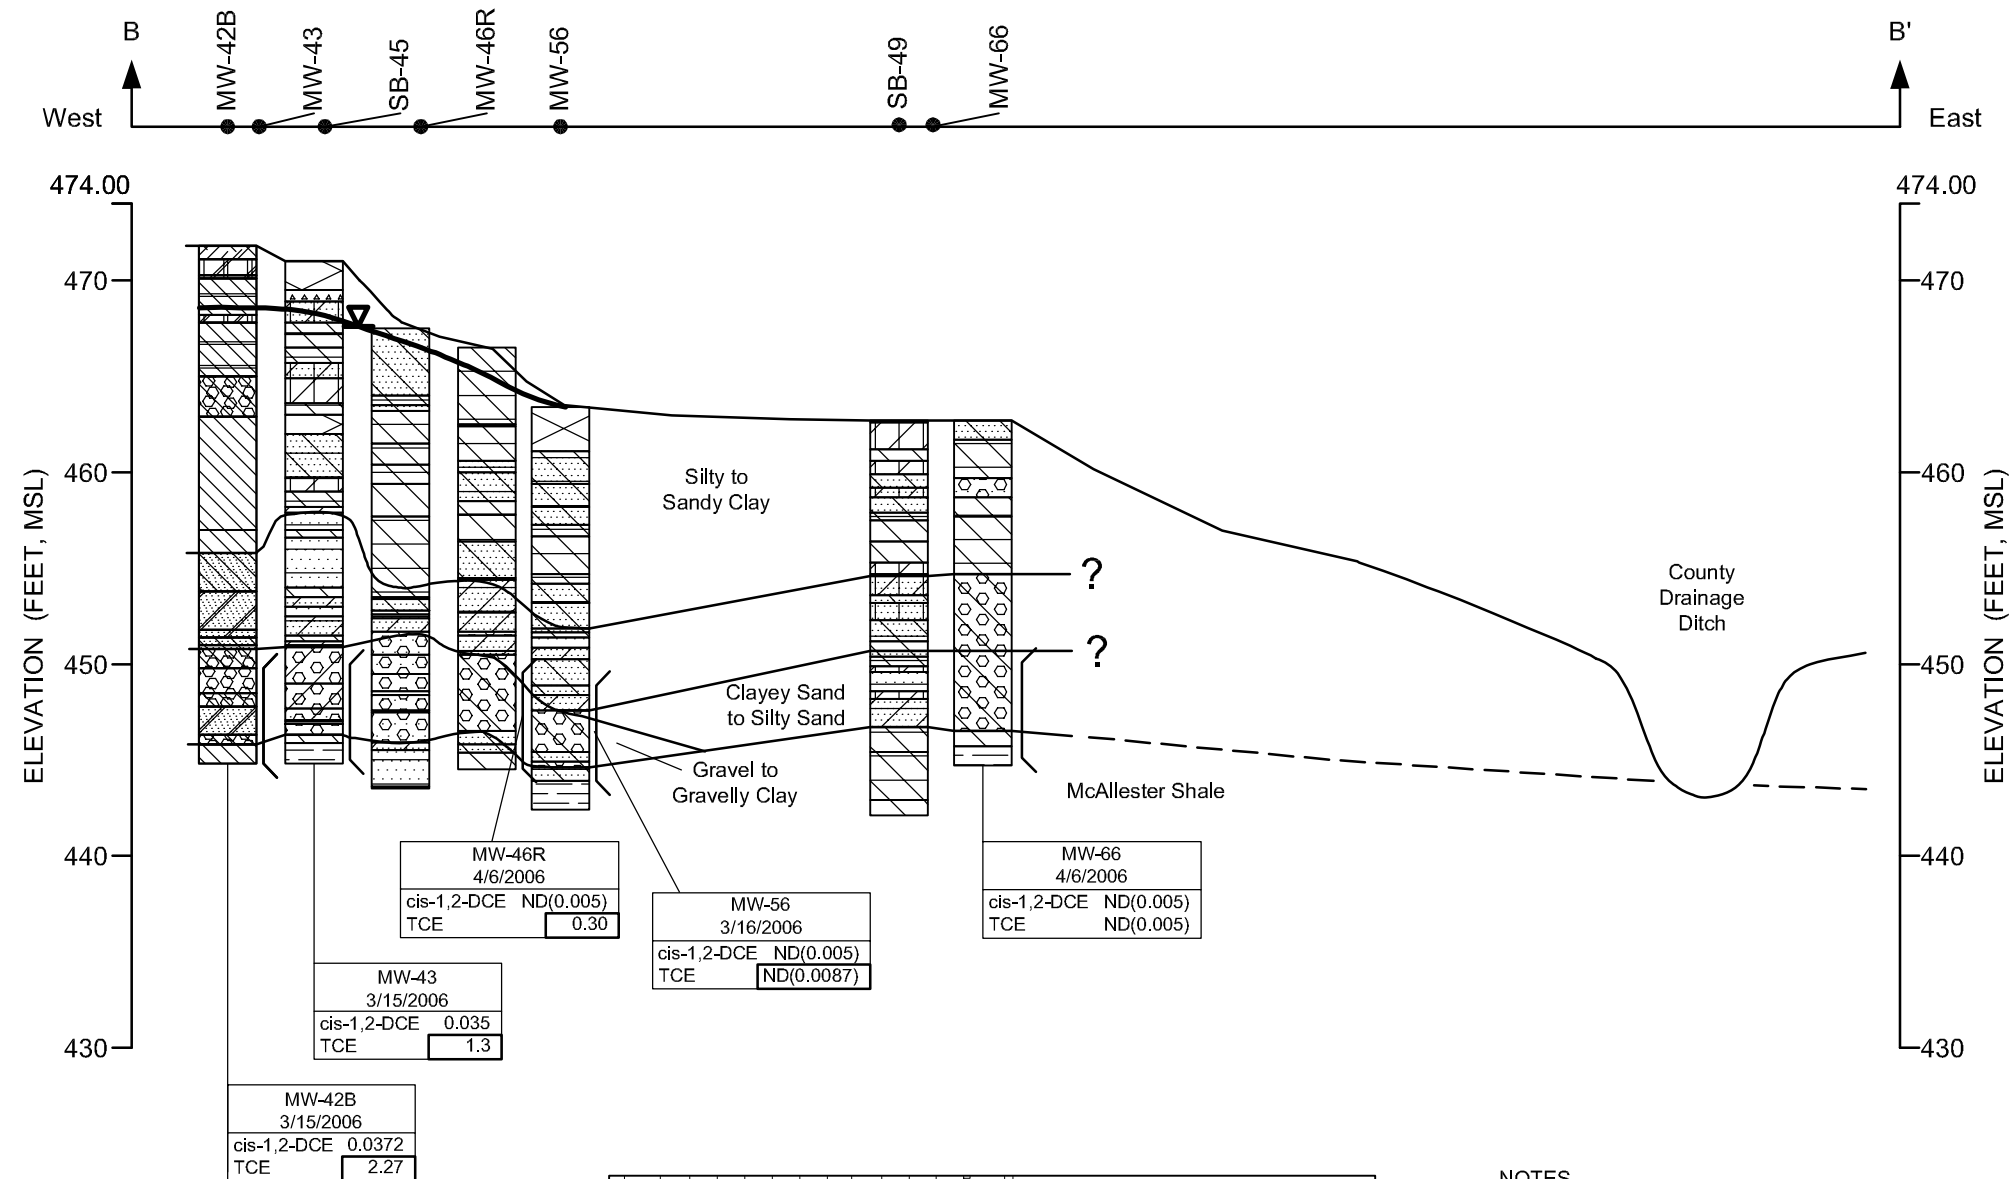 B
MW-42B
MW-43
SB-45
MW-46R
MW-56
SB-49
MW-66
B'
West
East
474.00
474.00
470
470
460
460
450
450
440
440
430
430
ELEVATION (FEET, MSL)
ELEVATION (FEET, MSL)
Silty to
Sandy Clay
?
?
County
Drainage
Ditch
Clayey Sand
to Silty Sand
Gravel to
Gravelly Clay
McAllester Shale
MW-46R
4/6/2006
cis-1,2-DCE ND(0.005)
TCE 0.30
MW-56
3/16/2006
cis-1,2-DCE ND(0.005)
TCE ND(0.0087)
MW-66
4/6/2006
cis-1,2-DCE ND(0.005)
TCE ND(0.005)
MW-43
3/15/2006
cis-1,2-DCE 0.035
TCE 1.3
MW-42B
3/15/2006
cis-1,2-DCE 0.0372
TCE 2.27
NOTES